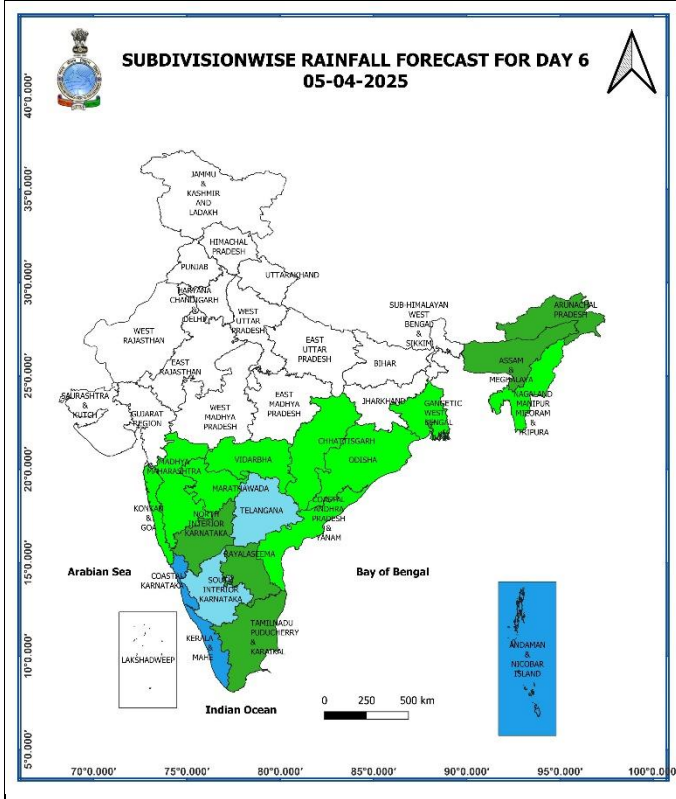 SUBDIVISIONWISE RAINFALL FORECAST FOR DAY 6
05-04-2025
40°0.000'
35°0.000'
30°0.000'
25°0.000'
20°0.000'
15°0.000'
10°0.000'
5°0.000'
JAMMU
&
KASHMIR
AND
LADAKH
HIMACHAL
PRADESH
PUNJAB
UTTARAKHAND
HARYANA
CHANDIGARH
&
DELHI
WEST
UTTAR
PRADESH
WEST
RAJASTHAN
EAST
RAJASTHAN
EAST
UTTAR
PRADESH
SUB-HIMALAYAN
WEST
BENGAL
&
SIKKIM
ARUNACHAL
PRADESH
ASSAM
&
MEGHALAYA
NAGALAND
MANIPUR
MIZORAM
&
TRIPURA
BIHAR
JHARKHAND
GANGETIC
WEST
BENGAL
SAURASHTRA
&
KUTCH
GUJARAT
REGION
WEST
MADHYA
PRADESH
EAST
MADHYA
PRADESH
CHHATTISGARH
ODISHA
MADHYA
MAHARASHTRA
VIDARBHA
MARATHAWADA
KONKAN
&
GOA
TELANGANA
COASTAL
ANDHRA
PRADESH
&
YANAM
NORTH
INTERIOR
KARNATAKA
RAYALASEEMA
COASTAL
KARNATAKA
SOUTH
INTERIOR
KARNATAKA
TAMILNADU
PUDUCHERRY
&
KARAIKAL
KERALA
&
MAHE
LAKSHADWEEP
ANDAMAN
&
NICOBAR
ISLAND
Arabian Sea
Bay of Bengal
Indian Ocean
0 250 500 km
70°0.000' 75°0.000' 80°0.000' 85°0.000' 90°0.000' 95°0.000' 100°0.000'